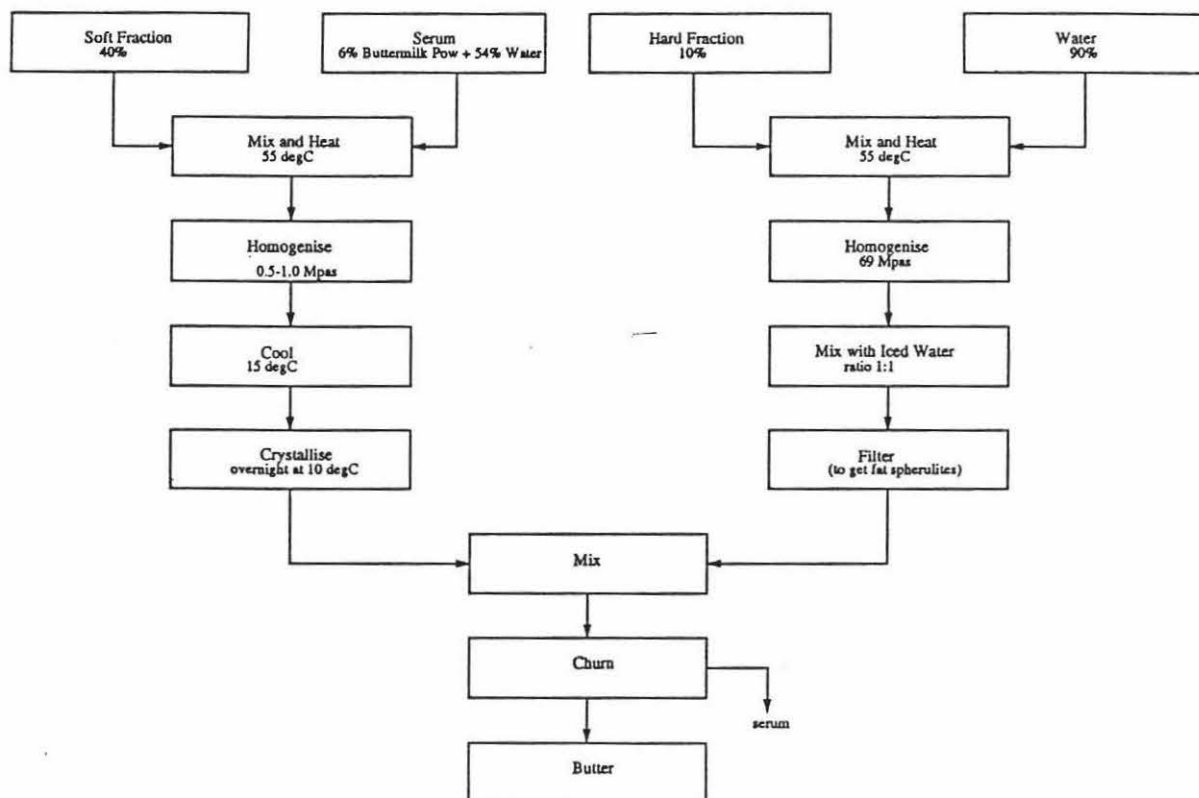 Soft Fraction
40%
Serum
6% Buttermilk Pow + 54% Water
Hard Fraction
10%
Water
90%
Mix and Heat
55 degC
Mix and Heat
55 degC
Homogenise
0.5-1.0 Mpas
Homogenise
69 Mpas
Cool
15 degC
Mix with Iced Water
ratio 1:1
Crystallise
overnight at 10 degC
Filter
(to get fat spherulites)
Mix
Churn
serum
Butter